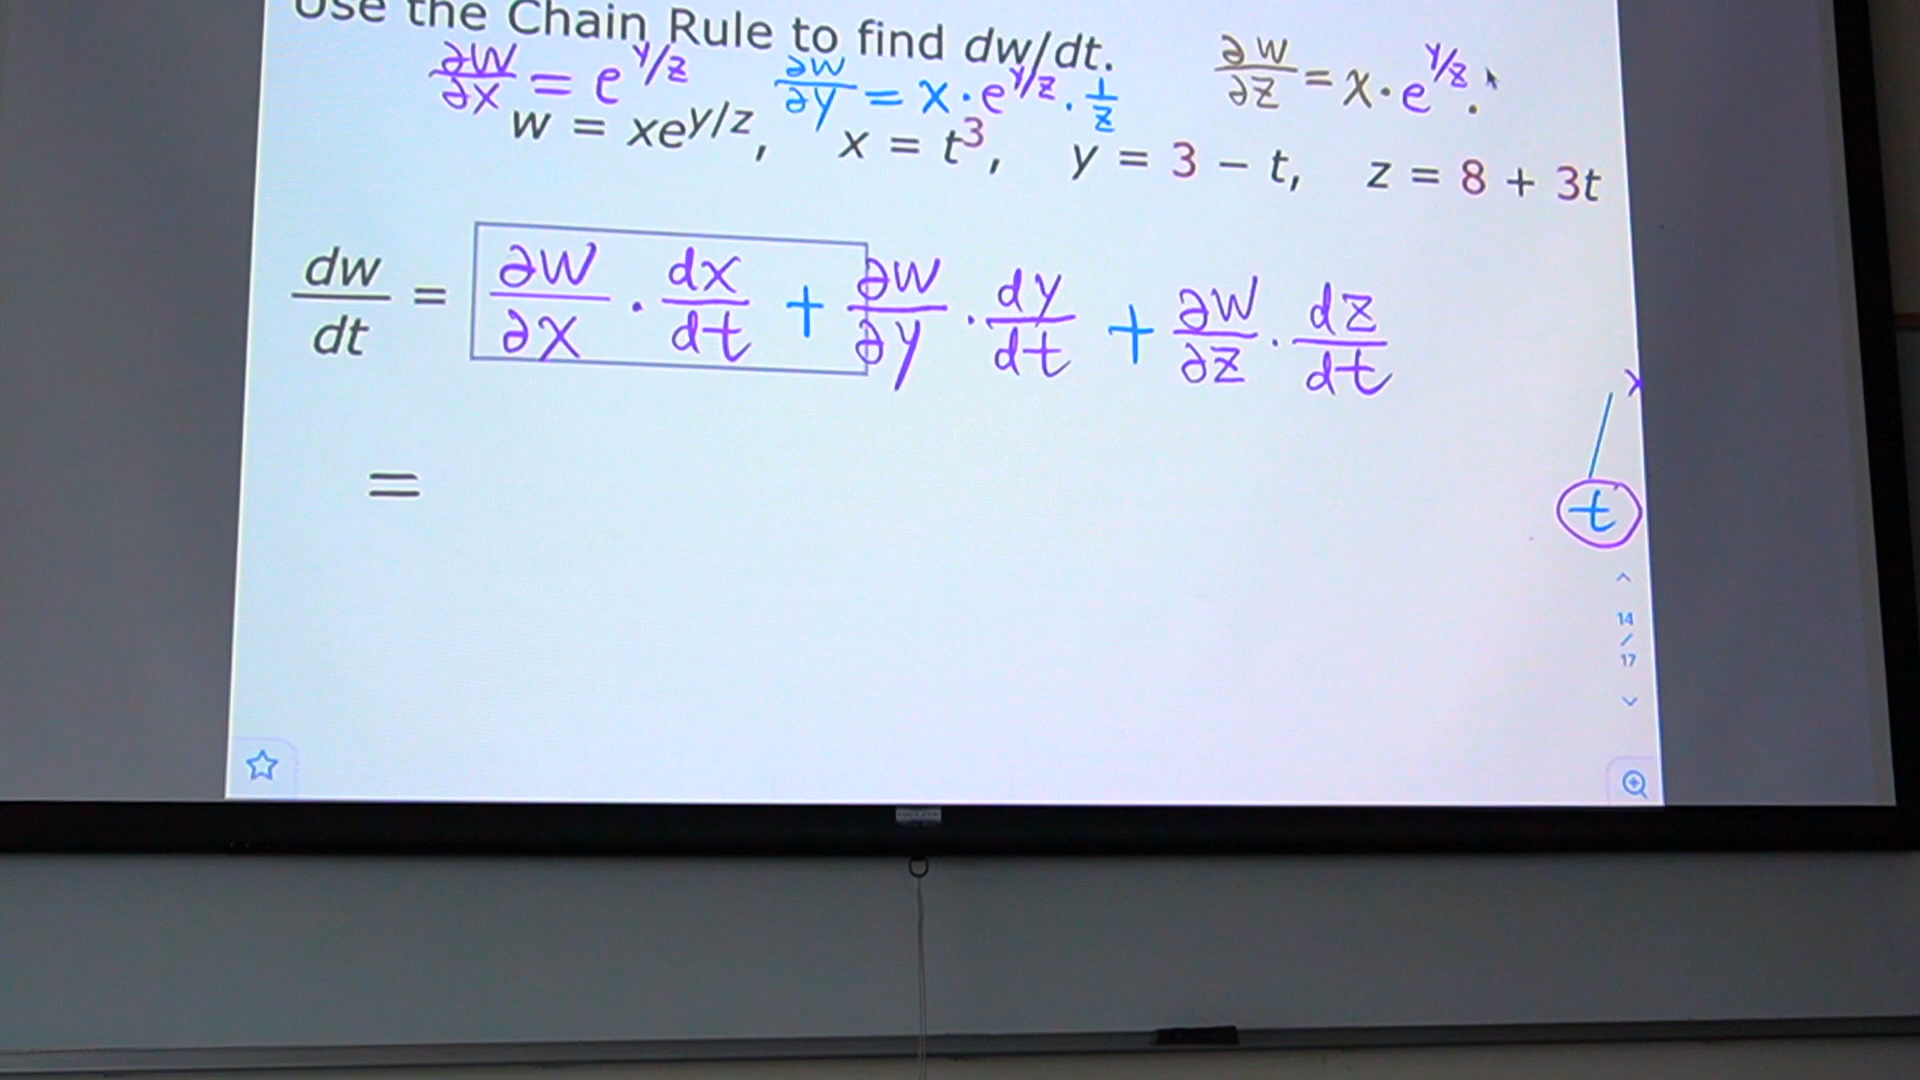 Use the Chain Rule to find dw/dt.
∂w/∂x = e^{y/z} ∂w/∂y = x · e^{y/z} · 1/z ∂w/∂z = x · e^{y/z} ·
w = xe^{y/z}, x = t³, y = 3 − t, z = 8 + 3t
dw/dt = ∂w/∂x · dx/dt + ∂w/∂y · dy/dt + ∂w/∂z · dz/dt
=
t
14
/
17